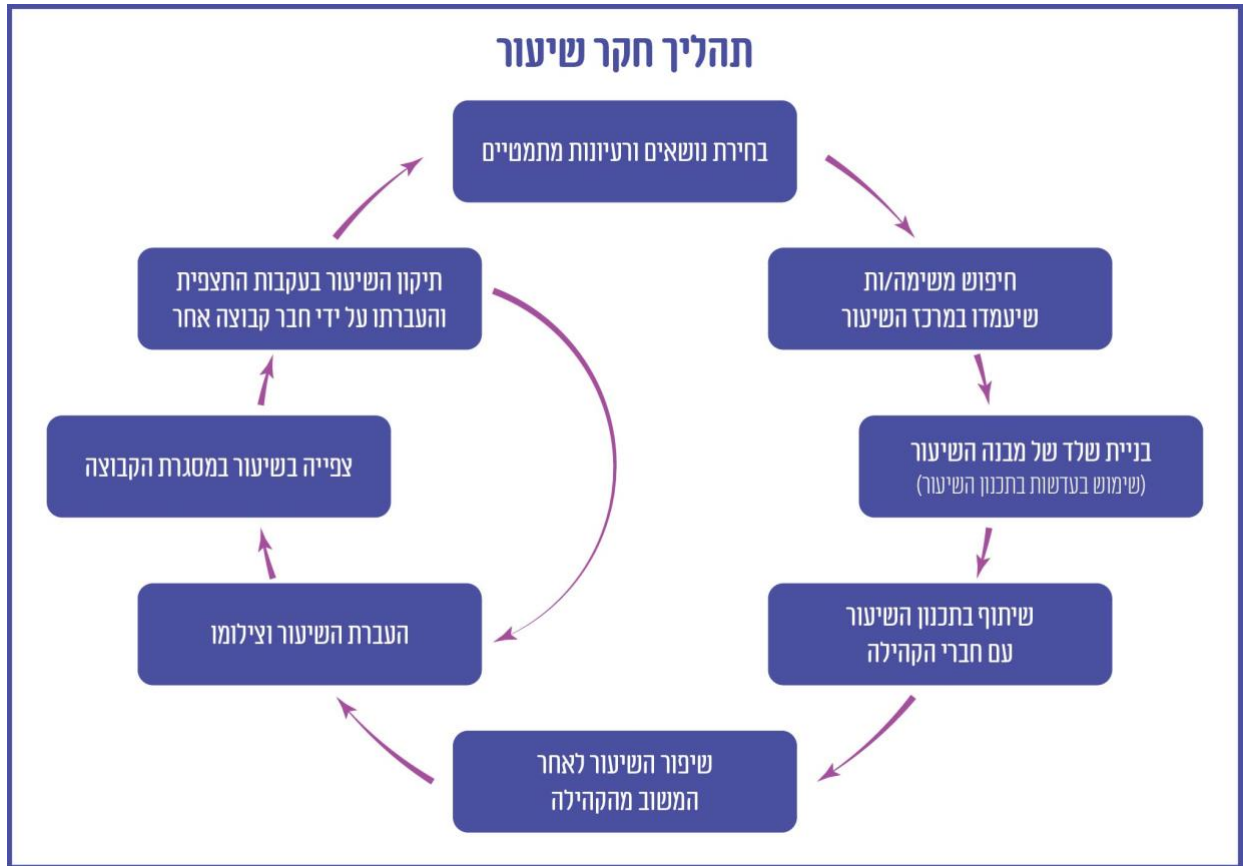 תהליך חקר שיעור
בחירת נושאים ורעיונות מתמטיים
חיפוש משימה/ות
שיעמדו במרכז השיעור
בניית שלד של מבנה השיעור
(שימוש בעדשות בתכנון השיעור)
שיתוף בתכנון השיעור
עם חברי הקהילה
שיפור השיעור לאחר
המשוב מהקהילה
העברת השיעור וצילומו
צפייה בשיעור במסגרת הקבוצה
תיקון השיעור בעקבות התצפית
והעברתו על ידי חבר קבוצה אחר